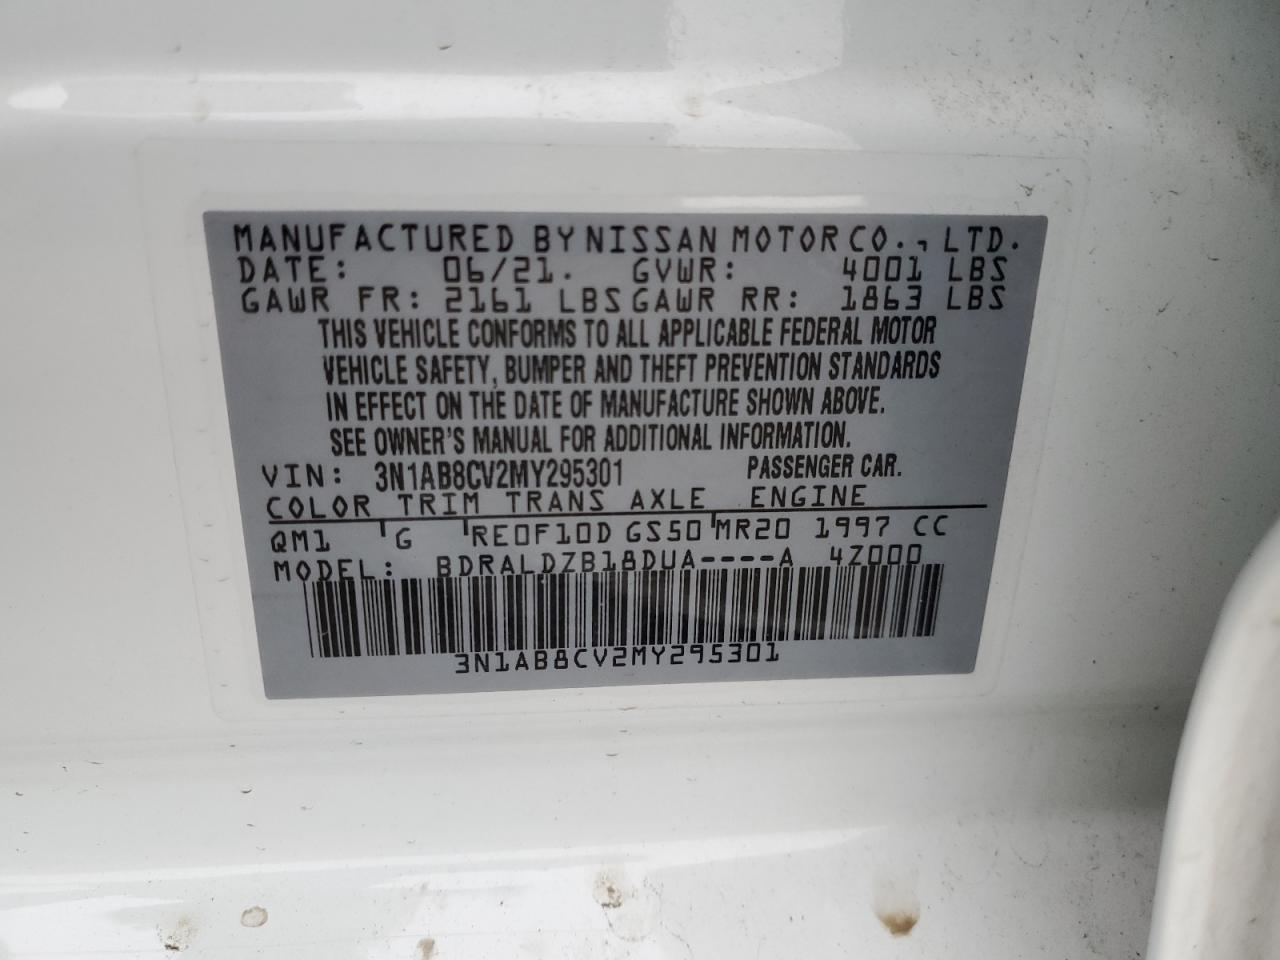 MANUFACTURED BY NISSAN MOTOR CO., LTD.
DATE: 06/21. GVWR: 4001 LBS
GAWR FR: 2161 LBS GAWR RR: 1863 LBS
THIS VEHICLE CONFORMS TO ALL APPLICABLE FEDERAL MOTOR
VEHICLE SAFETY, BUMPER AND THEFT PREVENTION STANDARDS
IN EFFECT ON THE DATE OF MANUFACTURE SHOWN ABOVE.
SEE OWNER'S MANUAL FOR ADDITIONAL INFORMATION.
VIN: 3N1AB8CV2MY295301 PASSENGER CAR.
COLOR TRIM TRANS AXLE ENGINE
QM1 G RE0F10D GS50 MR20 1997 CC
MODEL: BDRALDZB18DUA----A 4Z000
3N1AB8CV2MY295301